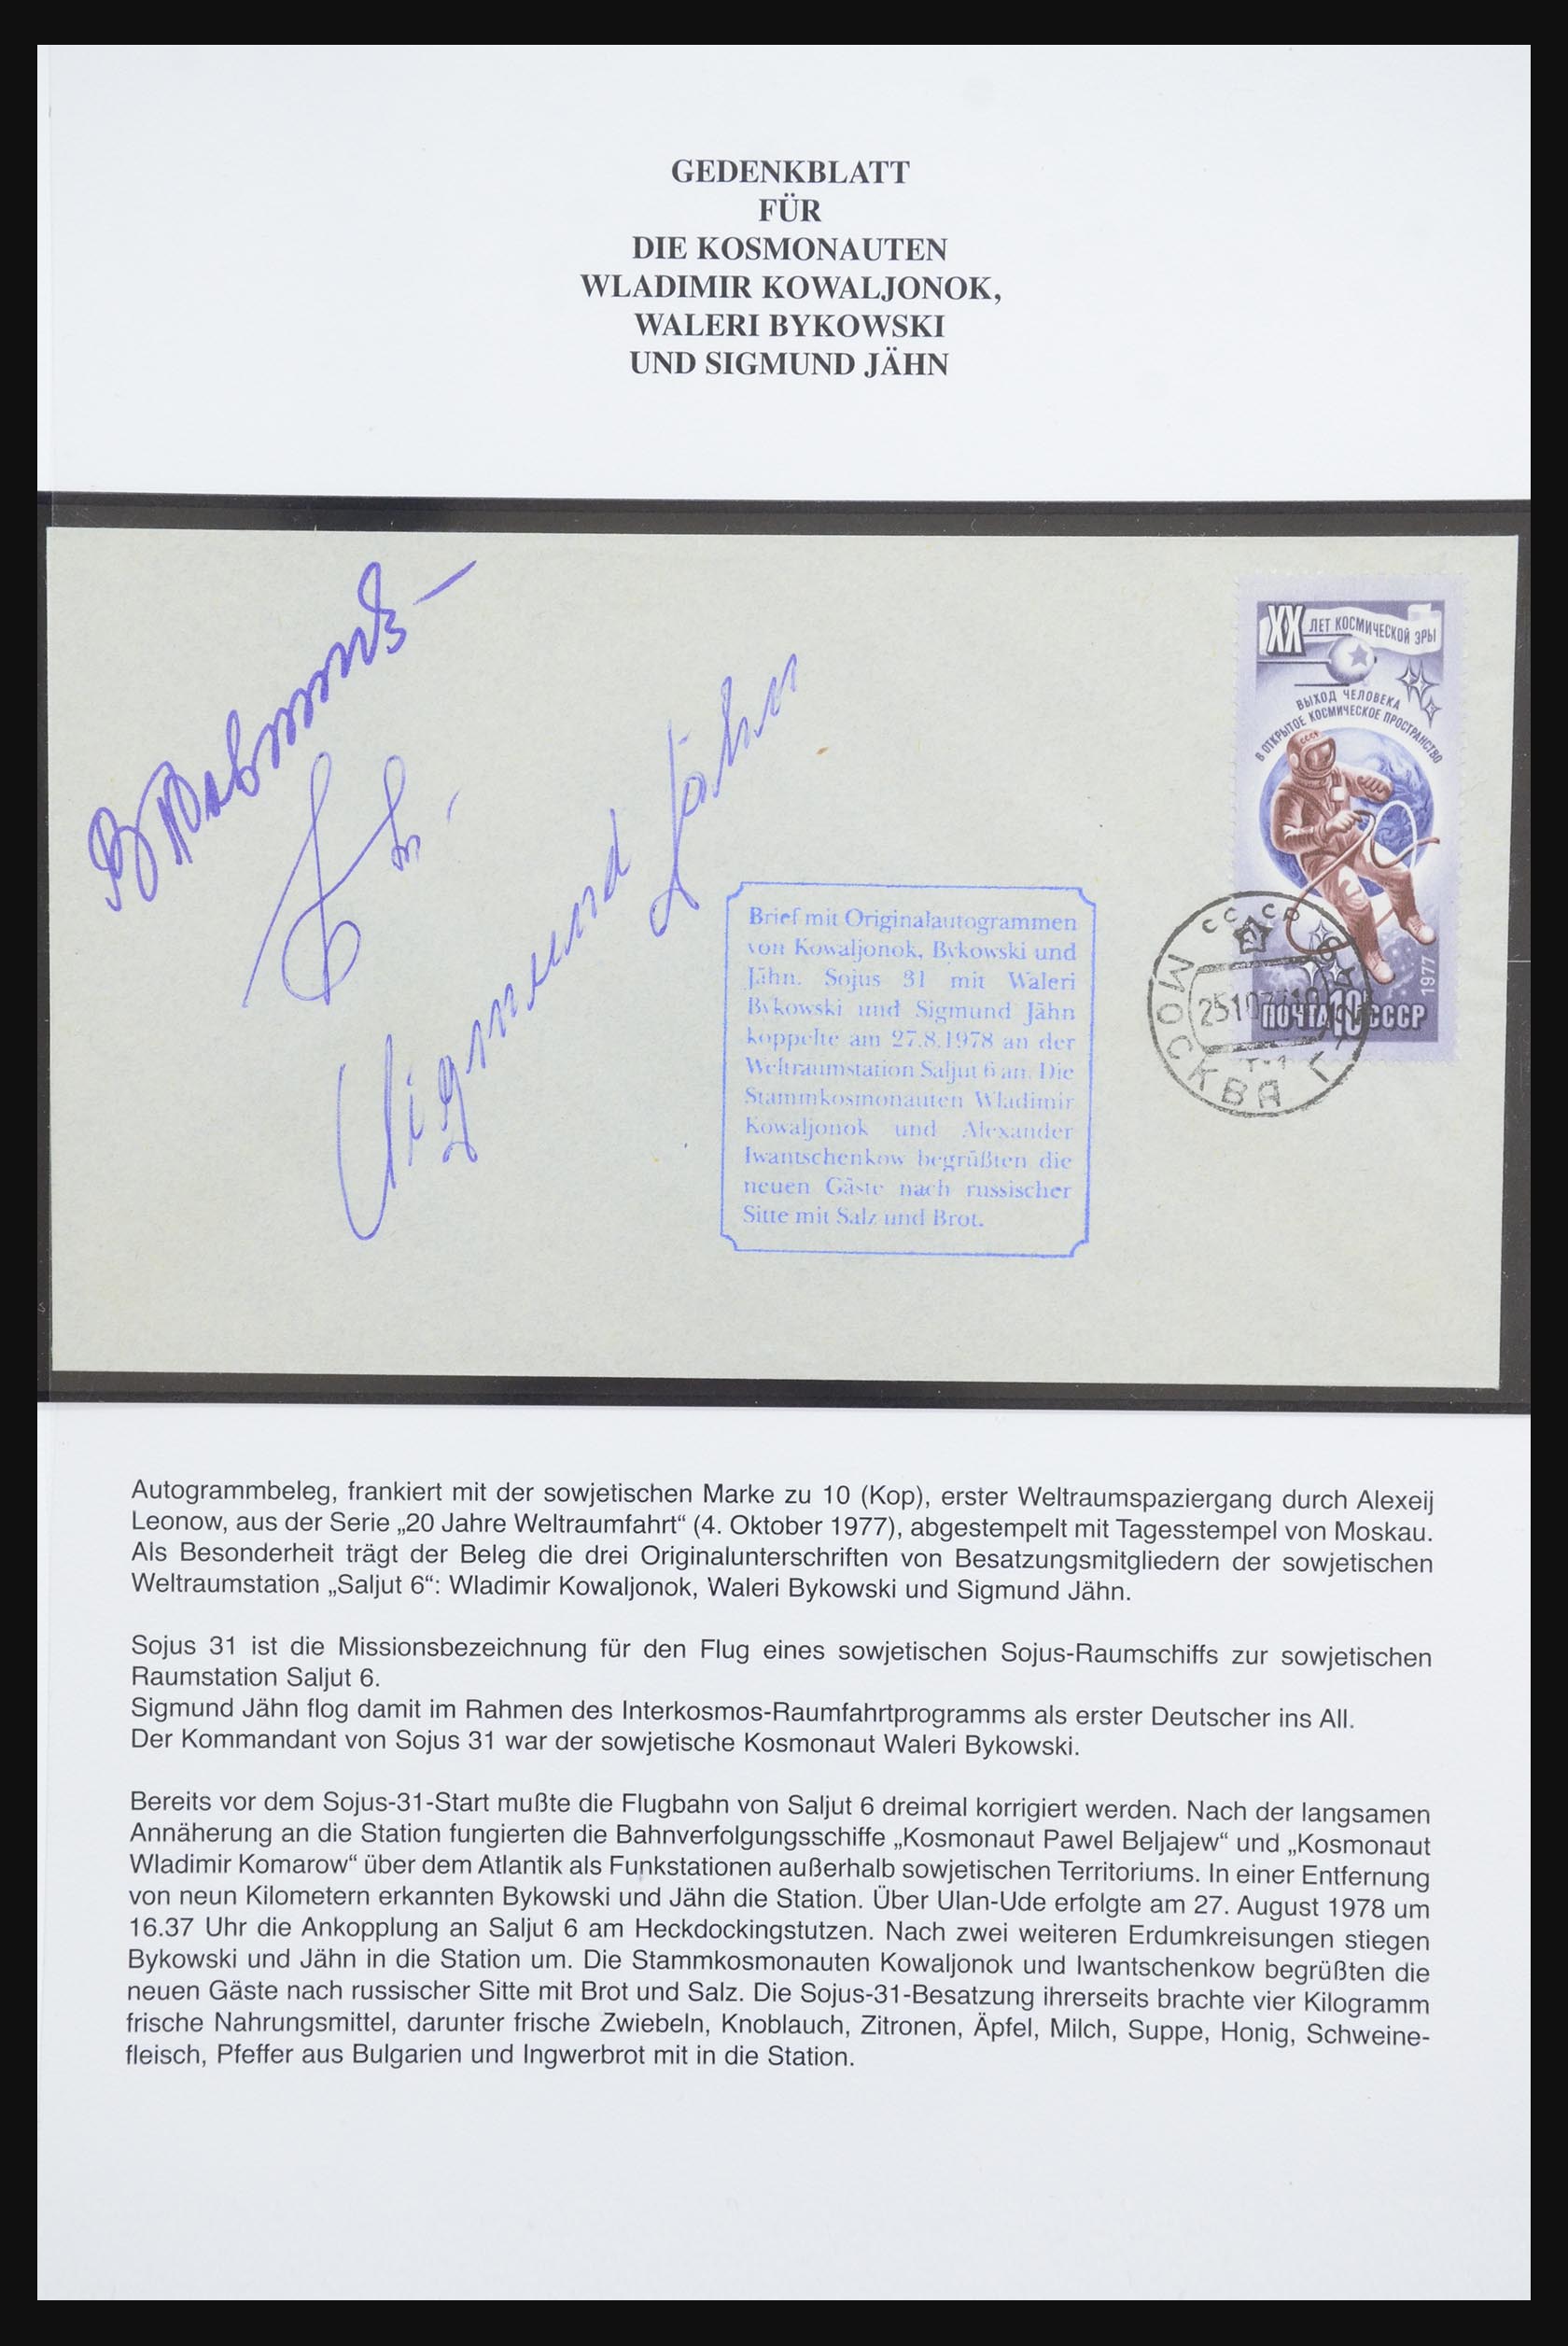 GEDENKBLATT
FÜR
DIE KOSMONAUTEN
WLADIMIR KOWALJONOK,
WALERI BYKOWSKI
UND SIGMUND JÄHN
Sigmund Jähn
XX ЛЕТ КОСМИЧЕСКОЙ ЭРЫ
ВЫХОД ЧЕЛОВЕКА
В ОТКРЫТОЕ КОСМИЧЕСКОЕ ПРОСТРАНСТВО
СССР
1977
ПОЧТА 10К СССР
СССР
МОСКВА
Brief mit Originalautogrammen
von Kowaljonok, Bykowski und
Jähn. Sojus 31 mit Waleri
Bykowski und Sigmund Jähn
koppelte am 27.8.1978 an der
Weltraumstation Saljut 6 an. Die
Stammkosmonauten Wladimir
Kowaljonok und Alexander
Iwantschenkow begrüßten die
neuen Gäste nach russischer
Sitte mit Salz und Brot.
Autogrammbeleg, frankiert mit der sowjetischen Marke zu 10 (Kop), erster Weltraumspaziergang durch Alexeij
Leonow, aus der Serie „20 Jahre Weltraumfahrt“ (4. Oktober 1977), abgestempelt mit Tagesstempel von Moskau.
Als Besonderheit trägt der Beleg die drei Originalunterschriften von Besatzungsmitgliedern der sowjetischen
Weltraumstation „Saljut 6“: Wladimir Kowaljonok, Waleri Bykowski und Sigmund Jähn.
Sojus 31 ist die Missionsbezeichnung für den Flug eines sowjetischen Sojus-Raumschiffs zur sowjetischen
Raumstation Saljut 6.
Sigmund Jähn flog damit im Rahmen des Interkosmos-Raumfahrtprogramms als erster Deutscher ins All.
Der Kommandant von Sojus 31 war der sowjetische Kosmonaut Waleri Bykowski.
Bereits vor dem Sojus-31-Start mußte die Flugbahn von Saljut 6 dreimal korrigiert werden. Nach der langsamen
Annäherung an die Station fungierten die Bahnverfolgungsschiffe „Kosmonaut Pawel Beljajew“ und „Kosmonaut
Wladimir Komarow“ über dem Atlantik als Funkstationen außerhalb sowjetischen Territoriums. In einer Entfernung
von neun Kilometern erkannten Bykowski und Jähn die Station. Über Ulan-Ude erfolgte am 27. August 1978 um
16.37 Uhr die Ankopplung an Saljut 6 am Heckdockingstutzen. Nach zwei weiteren Erdumkreisungen stiegen
Bykowski und Jähn in die Station um. Die Stammkosmonauten Kowaljonok und Iwantschenkow begrüßten die
neuen Gäste nach russischer Sitte mit Brot und Salz. Die Sojus-31-Besatzung ihrerseits brachte vier Kilogramm
frische Nahrungsmittel, darunter frische Zwiebeln, Knoblauch, Zitronen, Äpfel, Milch, Suppe, Honig, Schweine-
fleisch, Pfeffer aus Bulgarien und Ingwerbrot mit in die Station.